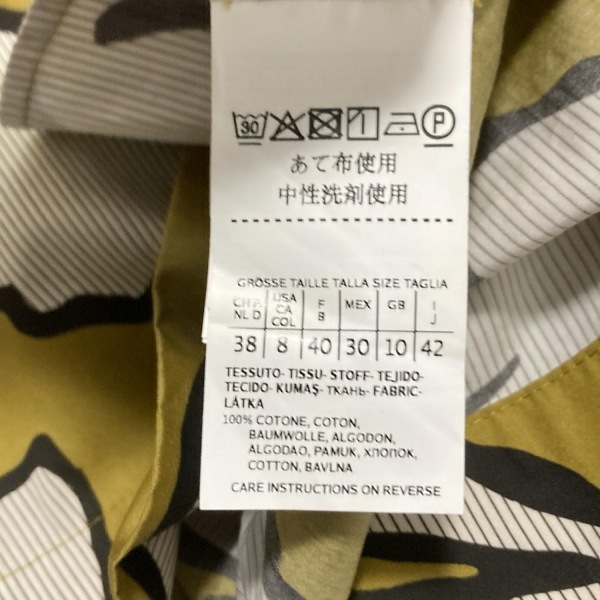 30 P
あて布使用
中性洗剤使用
GRÖSSE TAILLE TALLA SIZE TAGLIA
USA F MEX GB I
NL D CA B J
COL
38 8 40 30 10 42
TESSUTO- TISSU- STOFF- TEJIDO-
TECIDO- KUMAŞ- ТКАНЬ- FABRIC-
LÁTKA
100% COTONE, COTON,
BAUMWOLLE, ALGODON,
ALGODAO, PAMUK, ХЛОПОК,
COTTON, BAVLNA
CARE INSTRUCTIONS ON REVERSE